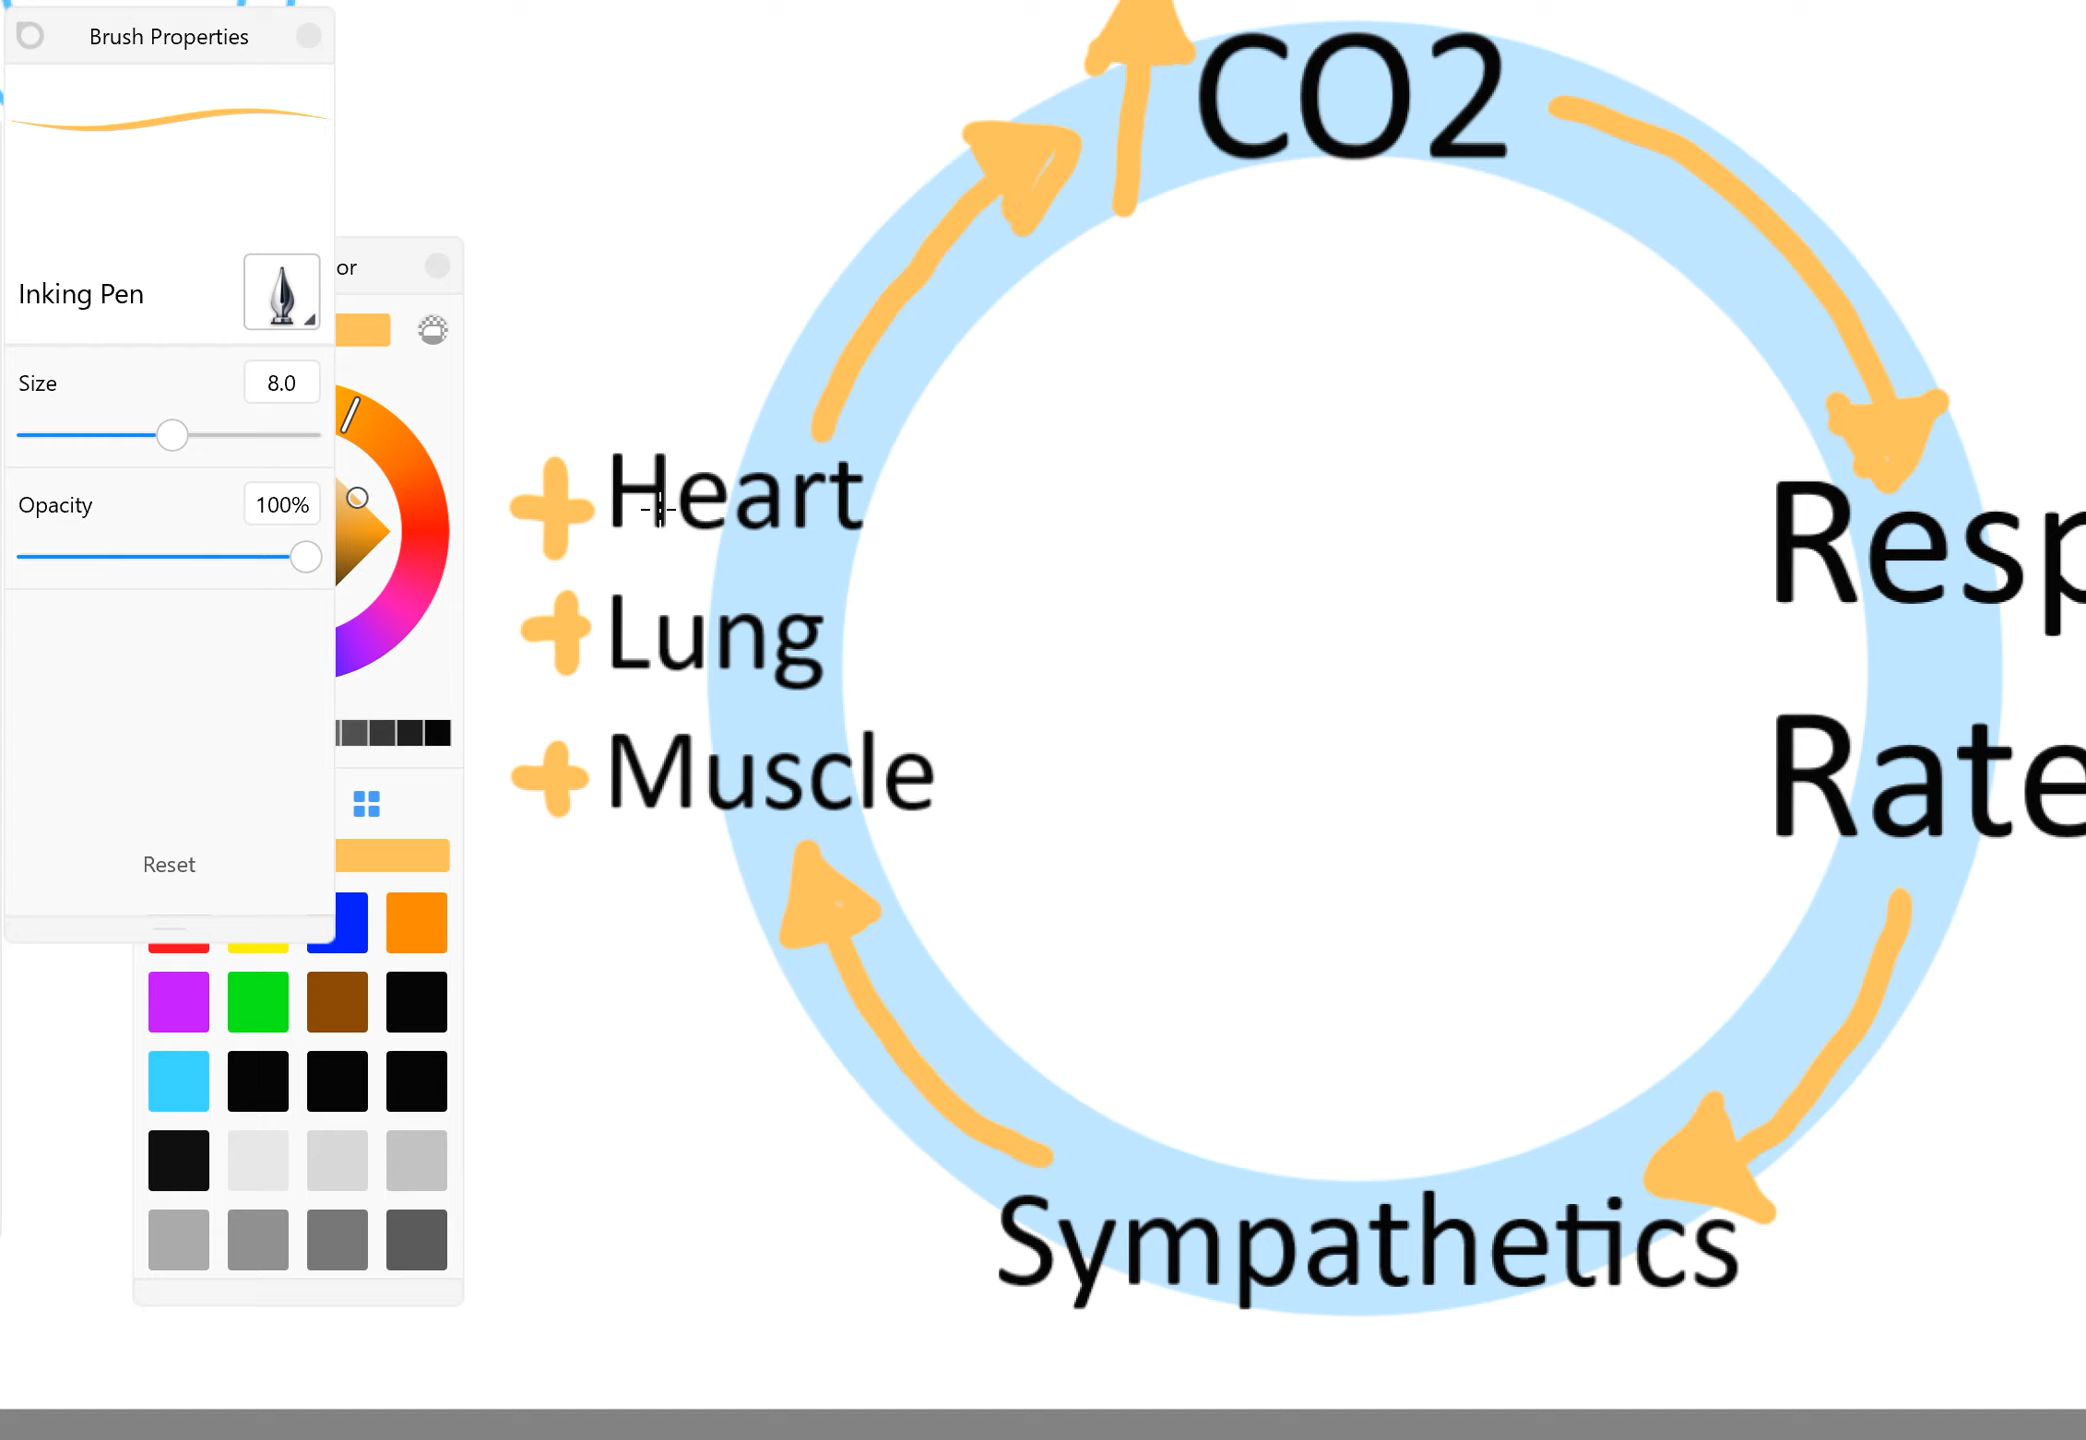 Brush Properties
Inking Pen
Size 8.0
Opacity 100%
Reset
or
CO2
+ Heart
+ Lung
+ Muscle
Resp
Rate
Sympathetics